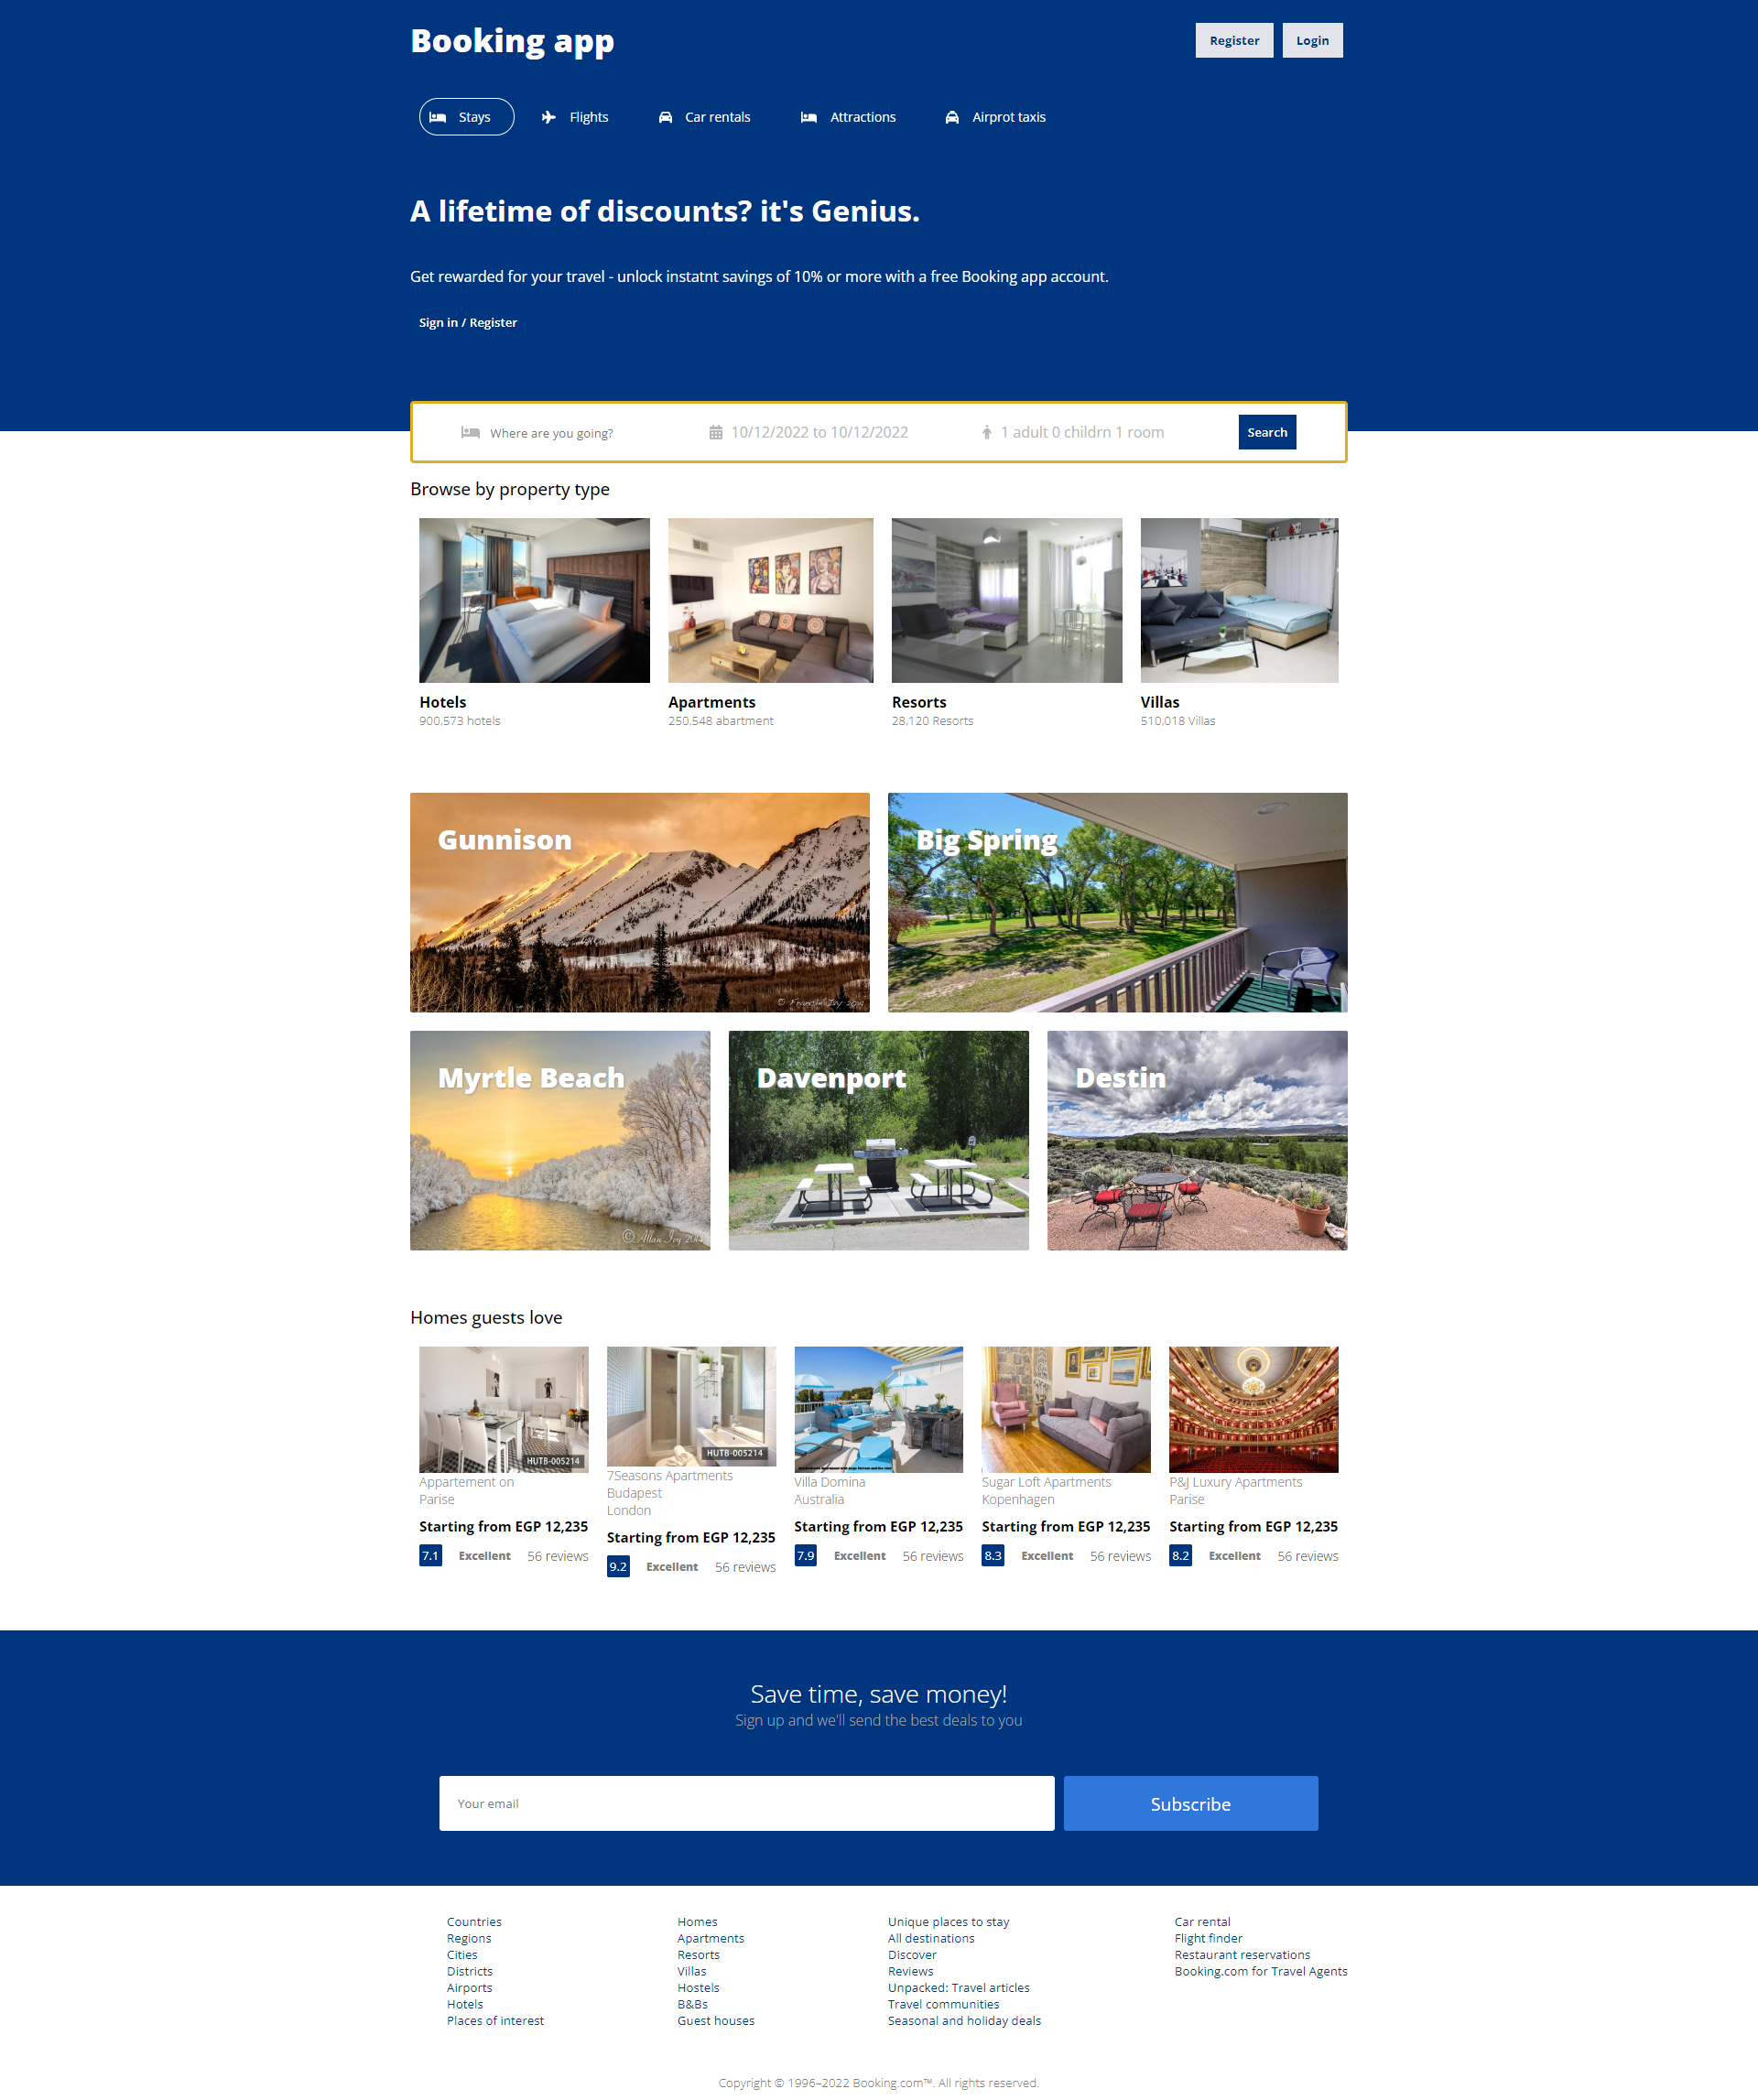 Booking app
Register
Login
Stays
Flights
Car rentals
Attractions
Airprot taxis
A lifetime of discounts? it's Genius.
Get rewarded for your travel - unlock instatnt savings of 10% or more with a free Booking app account.
Sign in / Register
Where are you going?
10/12/2022 to 10/12/2022
1 adult 0 childrn 1 room
Search
Browse by property type
Hotels
900,573 hotels
Apartments
250,548 abartment
Resorts
28,120 Resorts
Villas
510,018 Villas
Gunnison
Big Spring
Myrtle Beach
© Allan Ivy 2014
Davenport
Destin
Homes guests love
HUTB-005214
Appartement on
Parise
Starting from EGP 12,235
7.1 Excellent 56 reviews
HUTB-005214
7Seasons Apartments
Budapest
London
Starting from EGP 12,235
9.2 Excellent 56 reviews
Villa Domina
Australia
Starting from EGP 12,235
7.9 Excellent 56 reviews
Sugar Loft Apartments
Kopenhagen
Starting from EGP 12,235
8.3 Excellent 56 reviews
P&J Luxury Apartments
Parise
Starting from EGP 12,235
8.2 Excellent 56 reviews
Save time, save money!
Sign up and we'll send the best deals to you
Your email
Subscribe
Countries
Regions
Cities
Districts
Airports
Hotels
Places of interest
Homes
Apartments
Resorts
Villas
Hostels
B&Bs
Guest houses
Unique places to stay
All destinations
Discover
Reviews
Unpacked: Travel articles
Travel communities
Seasonal and holiday deals
Car rental
Flight finder
Restaurant reservations
Booking.com for Travel Agents
Copyright © 1996–2022 Booking.com™. All rights reserved.